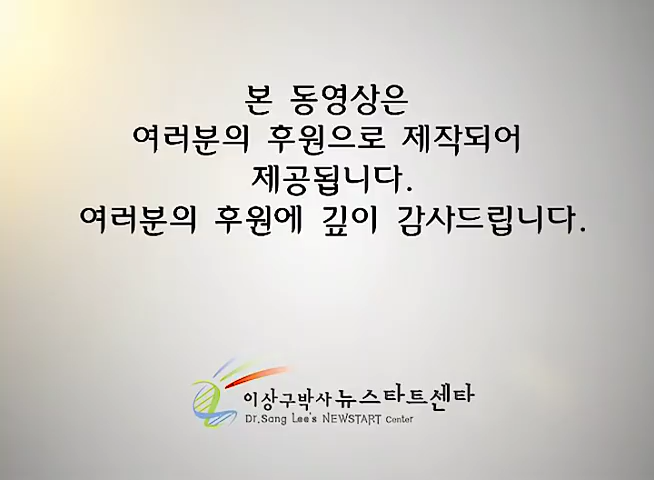 본 동영상은
여러분의 후원으로 제작되어
제공됩니다.
여러분의 후원에 깊이 감사드립니다.
이상구박사 뉴스타트센타
Dr.Sang Lee's NEWSTART Center